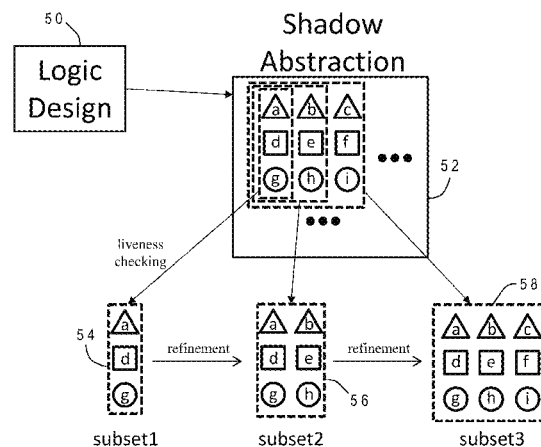 50
Logic
Design
Shadow
Abstraction
a b c
d e f
g h i
52
liveness
checking
58
54
a
d
g
refinement
a b
d e
g h
56
refinement
a b c
d e f
g h i
subset1
subset2
subset3